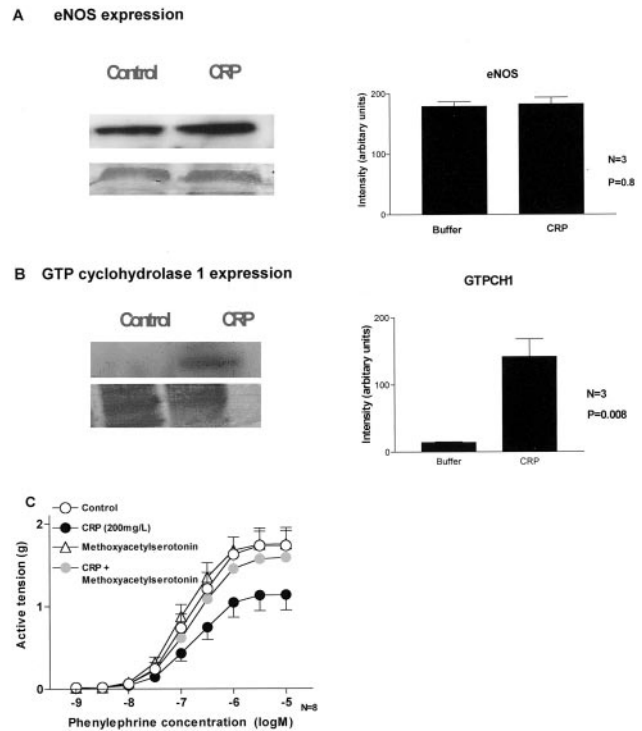 A eNOS expression
Control CRP
eNOS
Intensity (arbitary units)
200
100
0
Buffer CRP
N=3
P=0.8
B GTP cyclohydrolase 1 expression
Control CRP
GTPCH1
Intensity (arbitary units)
200
100
0
Buffer CRP
N=3
P=0.008
C
Control
CRP (200mg/L)
Methoxyacetylserotonin
CRP +
Methoxyacetylserotonin
Active tension (g)
2
1
0
-9 -8 -7 -6 -5
N=8
Phenylephrine concentration (logM)